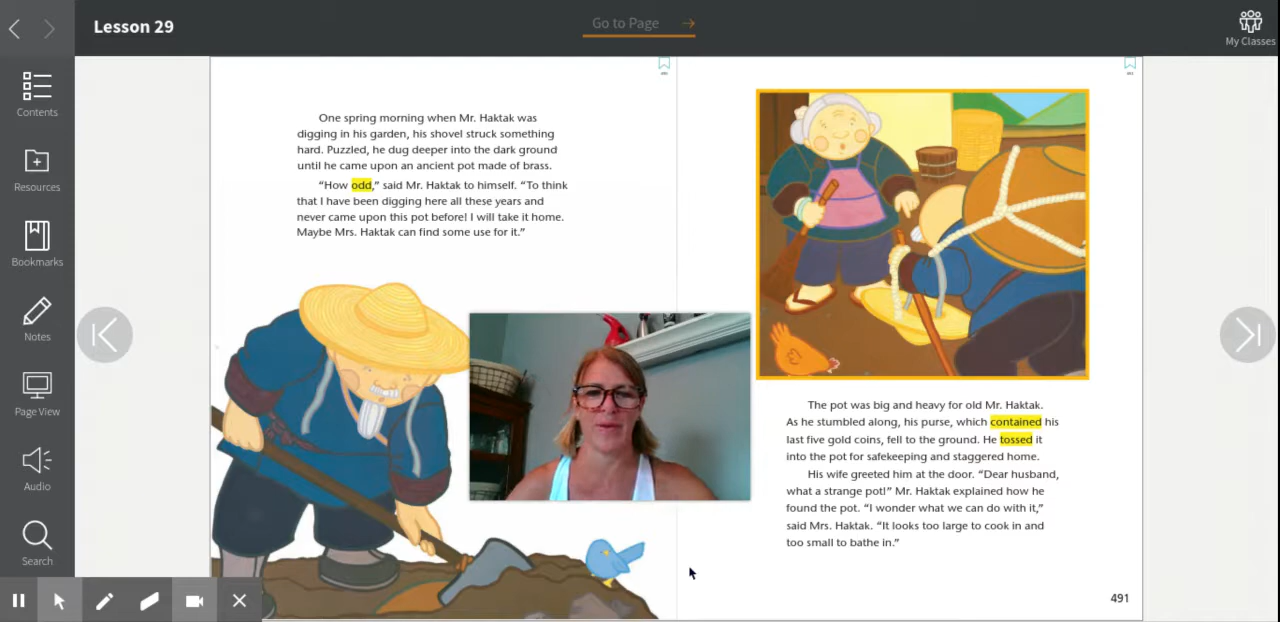 Lesson 29
Go to Page
My Classes
Contents
Resources
Bookmarks
Notes
Page View
Audio
Search
One spring morning when Mr. Haktak was
digging in his garden, his shovel struck something
hard. Puzzled, he dug deeper into the dark ground
until he came upon an ancient pot made of brass.
“How odd,” said Mr. Haktak to himself. “To think
that I have been digging here all these years and
never came upon this pot before! I will take it home.
Maybe Mrs. Haktak can find some use for it.”
The pot was big and heavy for old Mr. Haktak.
As he stumbled along, his purse, which contained his
last five gold coins, fell to the ground. He tossed it
into the pot for safekeeping and staggered home.
His wife greeted him at the door. “Dear husband,
what a strange pot!” Mr. Haktak explained how he
found the pot. “I wonder what we can do with it,”
said Mrs. Haktak. “It looks too large to cook in and
too small to bathe in.”
491